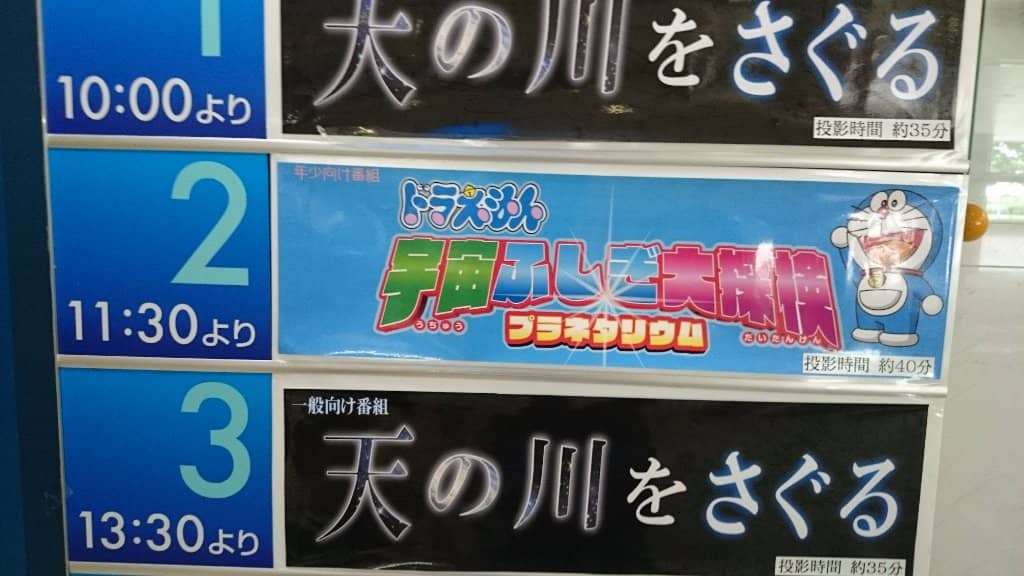 1
10:00より
天の川をさぐる
投影時間 約35分
2
11:30より
年少向け番組
ドラえもん
宇宙ふしぎ大探検
うちゅう だいたんけん
プラネタリウム
投影時間 約40分
3
13:30より
一般向け番組
天の川をさぐる
投影時間 約35分